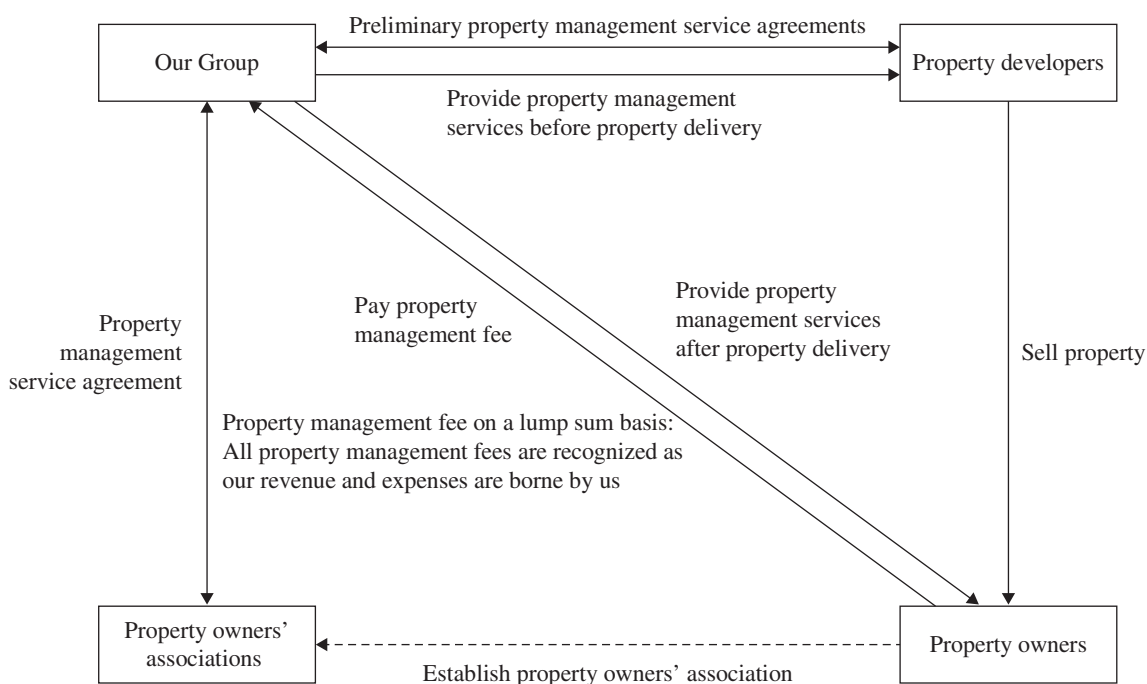 Preliminary property management service agreements
Our Group
Property developers
Provide property management
services before property delivery
Pay property
management fee
Provide property
management services
after property delivery
Property
management
service agreement
Sell property
Property management fee on a lump sum basis:
All property management fees are recognized as
our revenue and expenses are borne by us
Property owners’
associations
Property owners
Establish property owners’ association